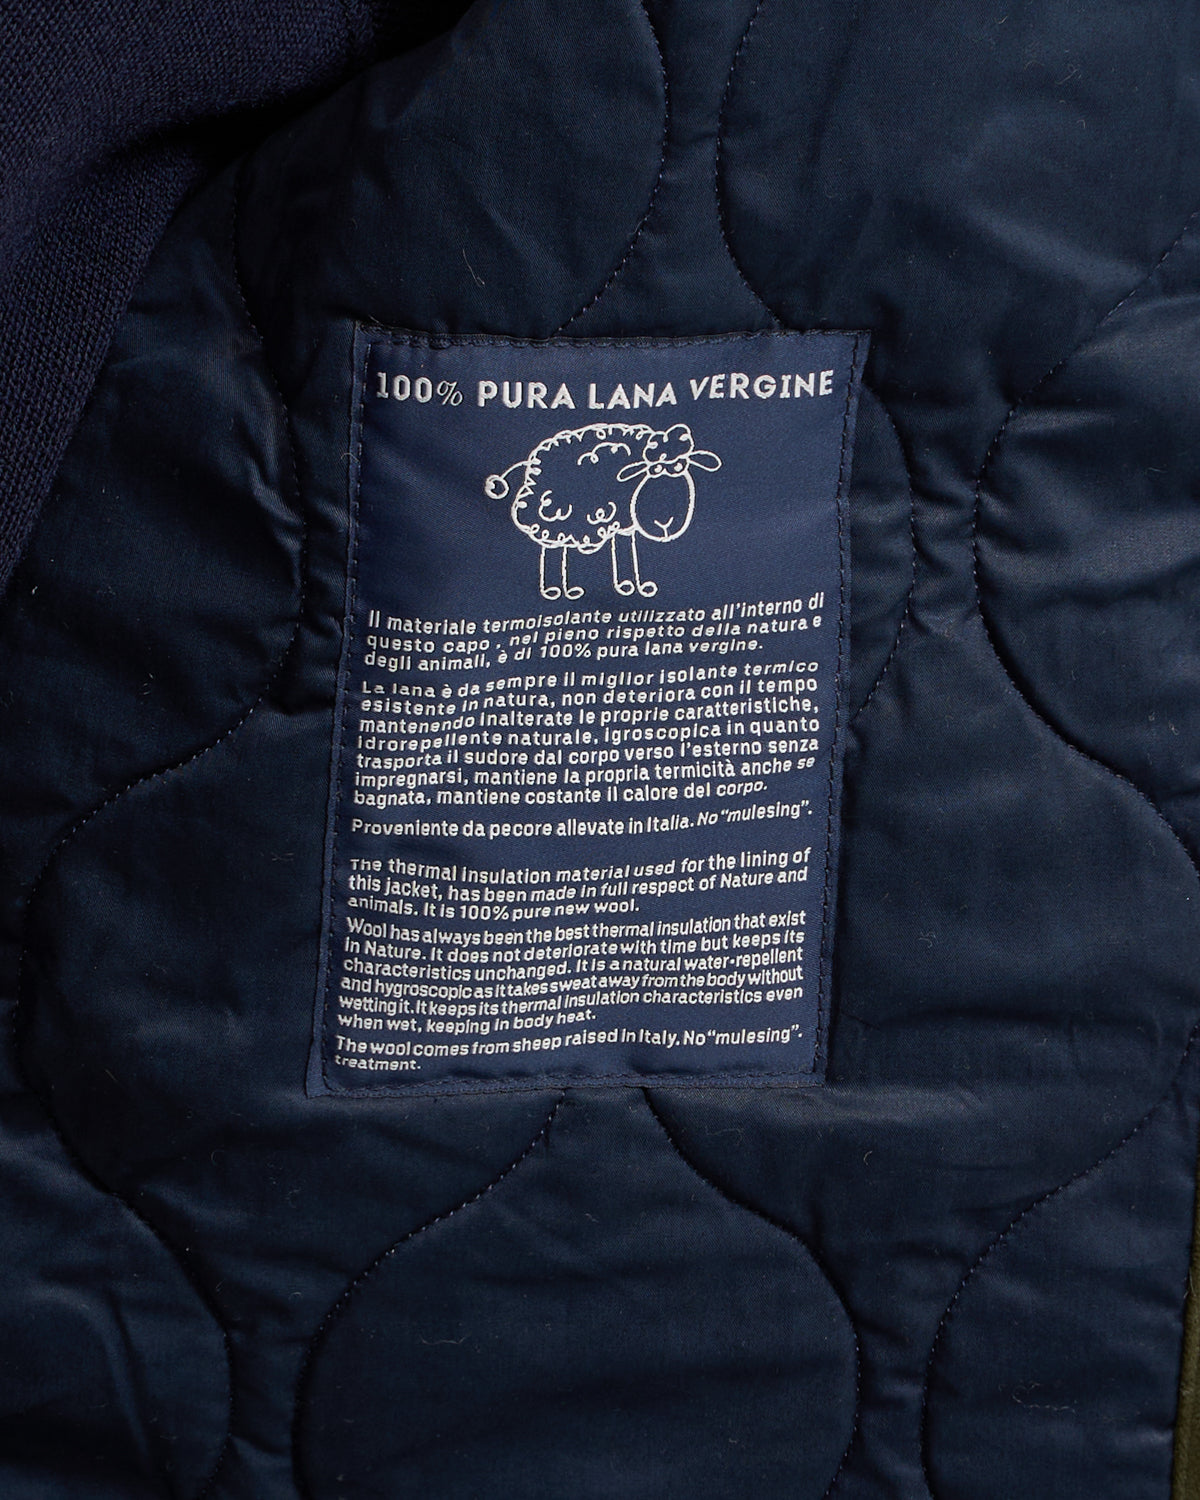 100% PURA LANA VERGINE
Il materiale termoisolante utilizzato all'interno di
questo capo, nel pieno rispetto della natura e
degli animali, è di 100% pura lana vergine.
La lana è da sempre il miglior isolante termico
esistente in natura, non deteriora con il tempo
mantenendo inalterate le proprie caratteristiche,
idrorepellente naturale, igroscopica in quanto
trasporta il sudore dal corpo verso l'esterno senza
impregnarsi, mantiene la propria termicità anche se
bagnata, mantiene costante il calore del corpo.
Proveniente da pecore allevate in Italia. No "mulesing".
The thermal insulation material used for the lining of
this jacket, has been made in full respect of Nature and
animals. It is 100% pure new wool.
Wool has always been the best thermal insulation that exist
in Nature. It does not deteriorate with time but keeps its
characteristics unchanged. It is a natural water-repellent
and hygroscopic as it takes sweat away from the body without
wetting it. It keeps its thermal insulation characteristics even
when wet, keeping in body heat.
The wool comes from sheep raised in Italy. No "mulesing".
treatment.